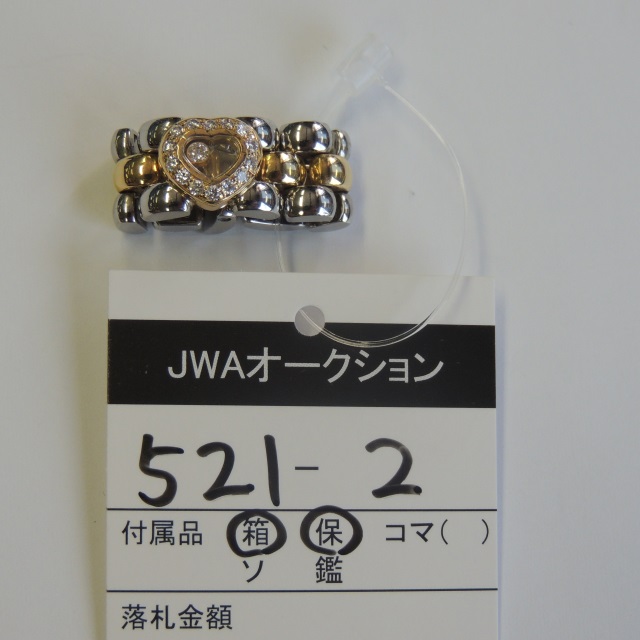 JWAオークション
521-2
付属品 箱 保 コマ( )
ソ 鑑
落札金額